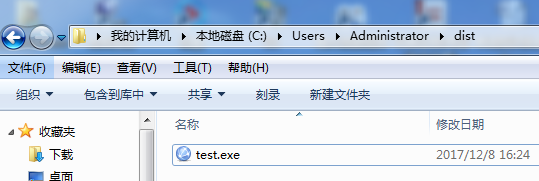 我的计算机 ▸ 本地磁盘 (C:) ▸ Users ▸ Administrator ▸ dist
文件(F) 编辑(E) 查看(V) 工具(T) 帮助(H)
组织 包含到库中 共享 刻录 新建文件夹
收藏夹
下载
桌面
名称 修改日期
test.exe 2017/12/8 16:24